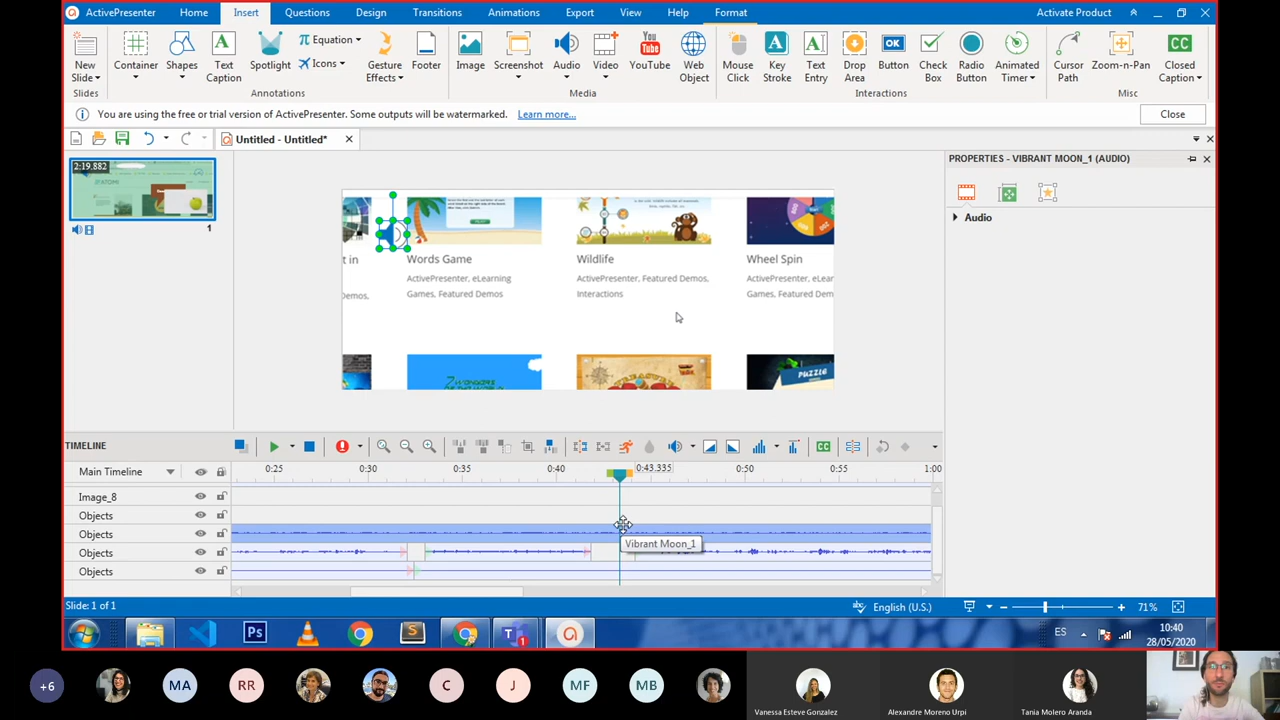 ActivePresenter Home Insert Questions Design Transitions Animations Export View Help Format Activate Product
New Slide Container Shapes Text Caption Spotlight Equation Icons Gesture Effects Footer Image Screenshot Audio Video YouTube Web Object Mouse Click Key Stroke Text Entry Drop Area Button Check Box Radio Button Animated Timer Cursor Path Zoom-n-Pan Closed Caption
Slides Annotations Media Interactions Misc
You are using the free or trial version of ActivePresenter. Some outputs will be watermarked. Learn more... Close
Untitled - Untitled*
PROPERTIES - VIBRANT MOON_1 (AUDIO)
2:19.882
ATOMI
Audio
1
t in Words Game Wildlife Wheel Spin
ActivePresenter, eLearning ActivePresenter, Featured Demos, ActivePresenter, eLear
Demos, Games, Featured Demos Interactions Games, Featured Dem
PUZZLE
TIMELINE
CC
Main Timeline 0:25 0:30 0:35 0:40 0:43.335 0:50 0:55 1:00
Image_8
Objects
Objects
Vibrant Moon_1
Objects
Objects
Slide: 1 of 1 English (U.S.) 71%
Ps S 1 ES 10:40
28/05/2020
+6 MA RR C J MF MB
Vanessa Esteve Gonzalez Alexandre Moreno Urpi Tania Molero Aranda